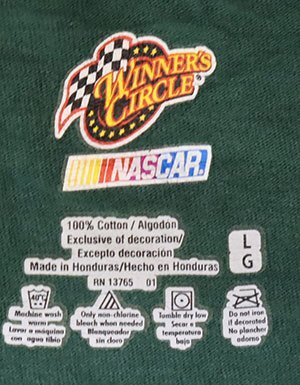 WINNER'S
CIRCLE
NASCAR.
100% Cotton / Algodon
Exclusive of decoration/
Excepto decoración
Made in Honduras/Hecho en Honduras
RN 13765 01
L
G
40°C
Machine wash
warm
Lavar a máquina
con agua tibia
Only non-chlorine
bleach when needed
Blanqueador
sin cloro
Tumble dry low
Secar a
temperatura
baja
Do not iron
if decorated
No planchar
adorno